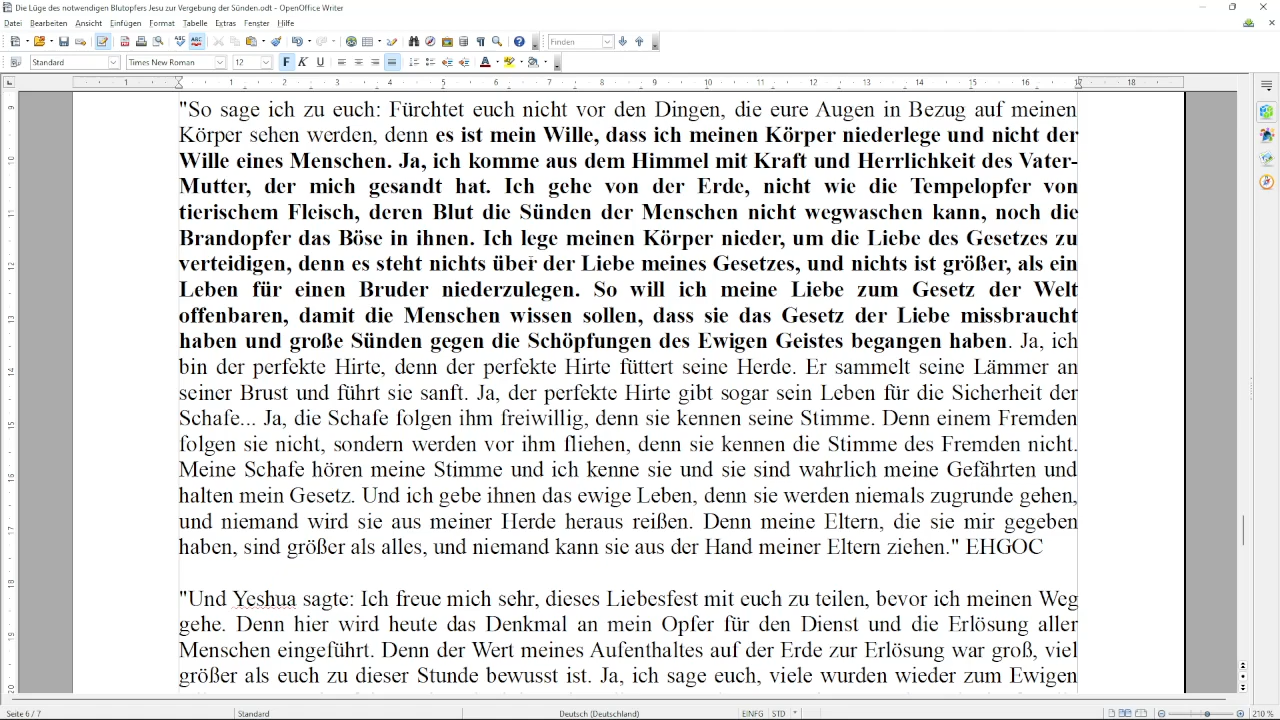 Die Lüge des notwendigen Blutopfers Jesu zur Vergebung der Sünden.odt - OpenOffice Writer
Datei Bearbeiten Ansicht Einfügen Format Tabelle Extras Fenster Hilfe
Finden
Standard Times New Roman 12 F K U
1 1 2 3 4 5 6 7 8 9 10 11 12 13 14 15 16 17 18
"So sage ich zu euch: Fürchtet euch nicht vor den Dingen, die eure Augen in Bezug auf meinen
Körper sehen werden, denn es ist mein Wille, dass ich meinen Körper niederlege und nicht der
Wille eines Menschen. Ja, ich komme aus dem Himmel mit Kraft und Herrlichkeit des Vater-
Mutter, der mich gesandt hat. Ich gehe von der Erde, nicht wie die Tempelopfer von
tierischem Fleisch, deren Blut die Sünden der Menschen nicht wegwaschen kann, noch die
Brandopfer das Böse in ihnen. Ich lege meinen Körper nieder, um die Liebe des Gesetzes zu
verteidigen, denn es steht nichts über der Liebe meines Gesetzes, und nichts ist größer, als ein
Leben für einen Bruder niederzulegen. So will ich meine Liebe zum Gesetz der Welt
offenbaren, damit die Menschen wissen sollen, dass sie das Gesetz der Liebe missbraucht
haben und große Sünden gegen die Schöpfungen des Ewigen Geistes begangen haben. Ja, ich
bin der perfekte Hirte, denn der perfekte Hirte füttert seine Herde. Er sammelt seine Lämmer an
seiner Brust und führt sie sanft. Ja, der perfekte Hirte gibt sogar sein Leben für die Sicherheit der
Schafe... Ja, die Schafe folgen ihm freiwillig, denn sie kennen seine Stimme. Denn einem Fremden
folgen sie nicht, sondern werden vor ihm fliehen, denn sie kennen die Stimme des Fremden nicht.
Meine Schafe hören meine Stimme und ich kenne sie und sie sind wahrlich meine Gefährten und
halten mein Gesetz. Und ich gebe ihnen das ewige Leben, denn sie werden niemals zugrunde gehen,
und niemand wird sie aus meiner Herde heraus reißen. Denn meine Eltern, die sie mir gegeben
haben, sind größer als alles, und niemand kann sie aus der Hand meiner Eltern ziehen." EHGOC
"Und Yeshua sagte: Ich freue mich sehr, dieses Liebesfest mit euch zu teilen, bevor ich meinen Weg
gehe. Denn hier wird heute das Denkmal an mein Opfer für den Dienst und die Erlösung aller
Menschen eingeführt. Denn der Wert meines Aufenthaltes auf der Erde zur Erlösung war groß, viel
größer als euch zu dieser Stunde bewusst ist. Ja, ich sage euch, viele wurden wieder zum Ewigen
Seite 6 / 7 Standard Deutsch (Deutschland) EINFG STD * 210 %